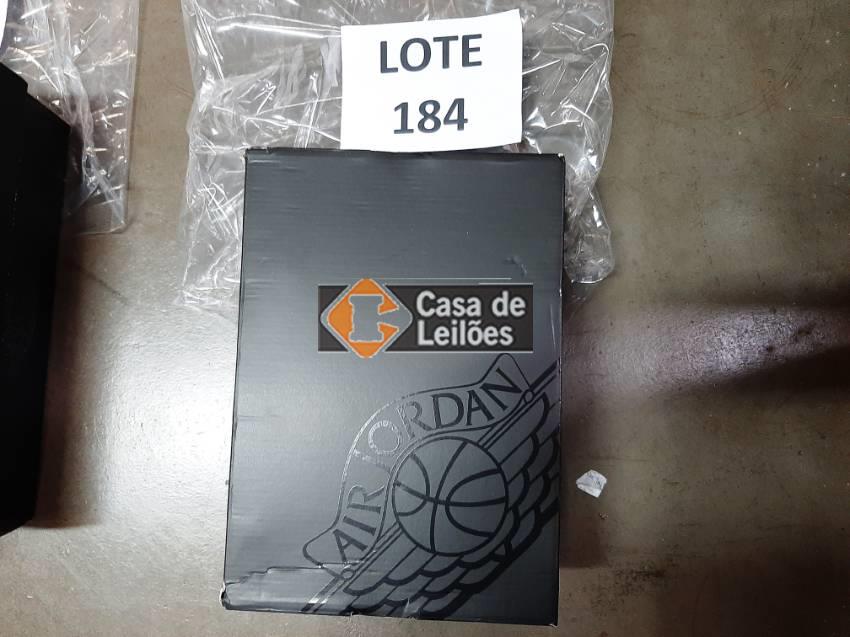 LOTE
184
Casa de
Leilões
AIR JORDAN